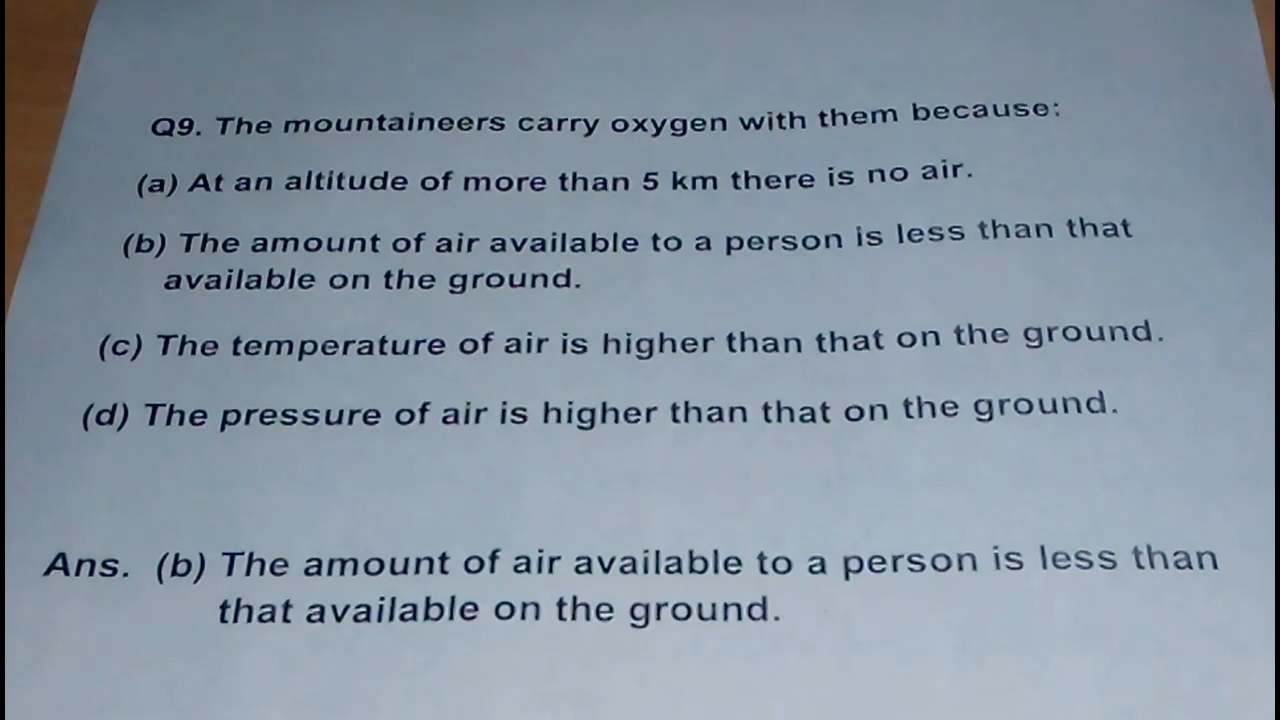 Q9. The mountaineers carry oxygen with them because:
(a) At an altitude of more than 5 km there is no air.
(b) The amount of air available to a person is less than that
available on the ground.
(c) The temperature of air is higher than that on the ground.
(d) The pressure of air is higher than that on the ground.
Ans. (b) The amount of air available to a person is less than
that available on the ground.